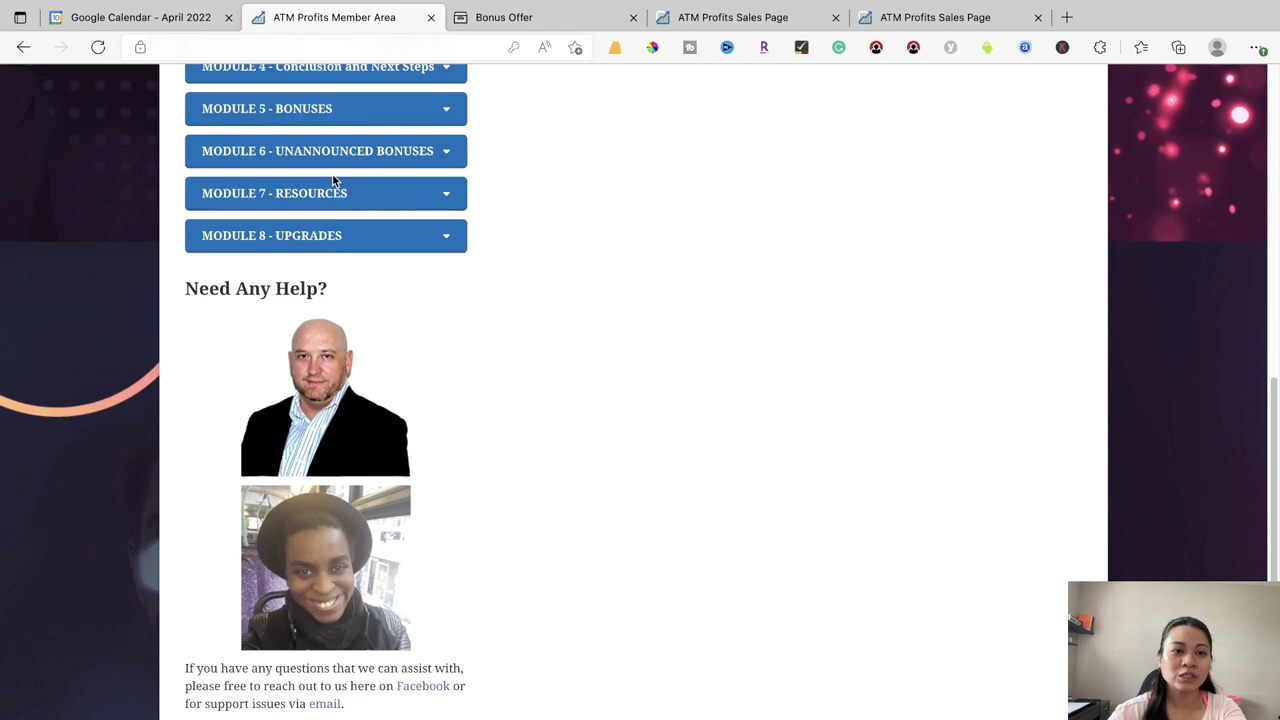 Google Calendar - April 2022
ATM Profits Member Area
Bonus Offer
ATM Profits Sales Page
ATM Profits Sales Page
MODULE 4 - Conclusion and Next Steps
MODULE 5 - BONUSES
MODULE 6 - UNANNOUNCED BONUSES
MODULE 7 - RESOURCES
MODULE 8 - UPGRADES
Need Any Help?
If you have any questions that we can assist with,
please free to reach out to us here on Facebook or
for support issues via email.